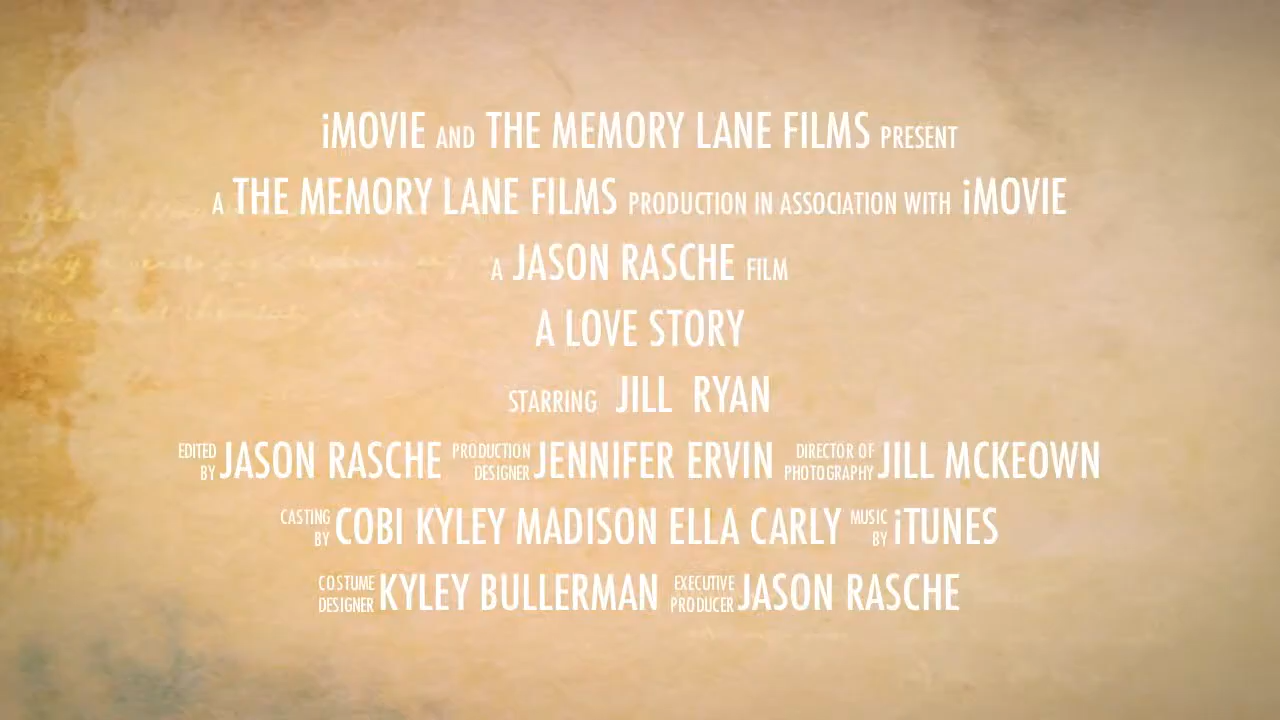 iMOVIE AND THE MEMORY LANE FILMS PRESENT
A THE MEMORY LANE FILMS PRODUCTION IN ASSOCIATION WITH iMOVIE
A JASON RASCHE FILM
A LOVE STORY
STARRING JILL RYAN
EDITED BY JASON RASCHE PRODUCTION DESIGNER JENNIFER ERVIN DIRECTOR OF PHOTOGRAPHY JILL MCKEOWN
CASTING BY COBI KYLEY MADISON ELLA CARLY MUSIC BY iTUNES
COSTUME DESIGNER KYLEY BULLERMAN EXECUTIVE PRODUCER JASON RASCHE